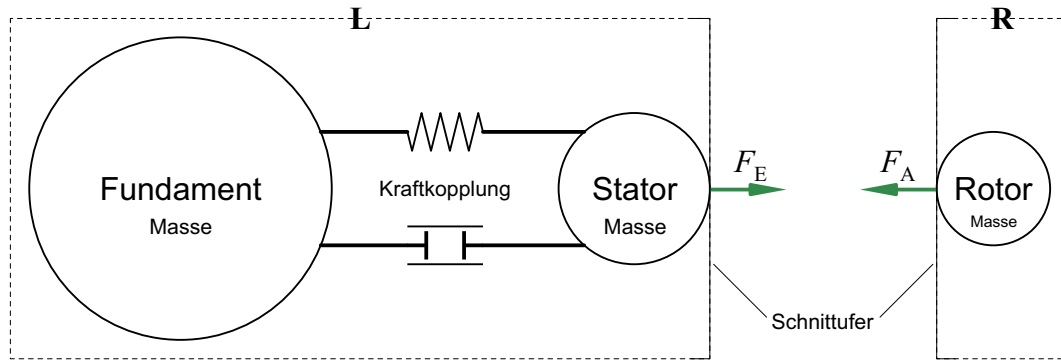 L
R
Fundament
Masse
Kraftkopplung
Stator
Masse
F_E
F_A
Rotor
Masse
Schnittufer